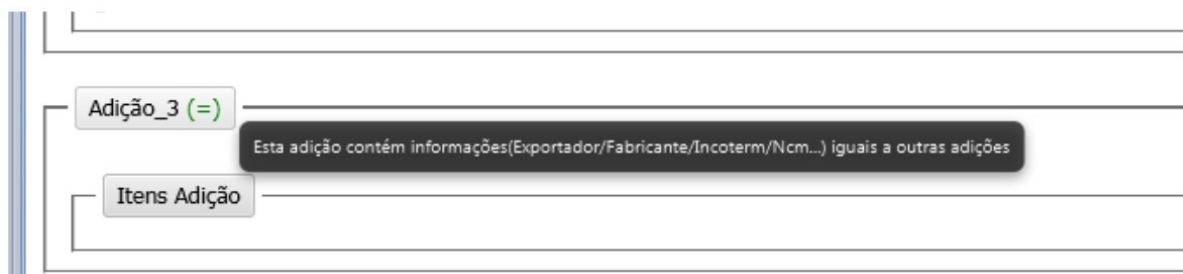 Adição_3 (=)
Esta adição contém informações(Exportador/Fabricante/Incoterm/Ncm...) iguais a outras adições
Itens Adição